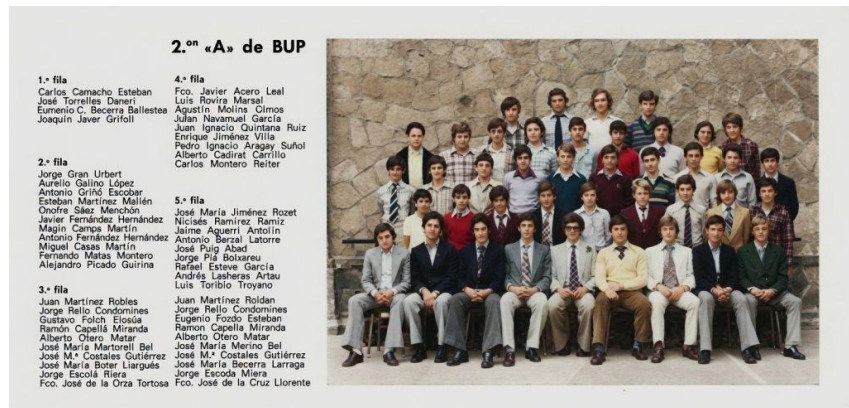 2.ºⁿ «A» de BUP
1.ª fila
Carlos Camacho Esteban
José Torrelles Daneri
Eumenio C. Becerra Ballestea
Joaquín Javer Grifoll
2.ª fila
Jorge Gran Urbert
Aurelio Galino López
Antonio Griñó Escobar
Esteban Martínez Mallén
Onofre Sáez Menchón
Javier Fernández Hernández
Magin Camps Martín
Antonio Fernández Hernández
Miguel Casas Martín
Fernando Matas Montero
Alejandro Picado Guirina
3.ª fila
Juan Martínez Robles
Jorge Rello Condomines
Gustavo Folch Elosúa
Ramón Capellá Miranda
Alberto Otero Matar
José María Martorell Bel
José M.ª Costales Gutiérrez
José María Boter Liargués
Jorge Escolá Riera
Fco. José de la Orza Tortosa
4.ª fila
Fco. Javier Acero Leal
Luis Rovira Marsal
Agustín Molins Olmos
Julán Navamuel García
Juan Ignacio Quintana Ruiz
Enrique Jiménez Villa
Pedro Ignacio Aragay Suñol
Alberto Cadirat Carrillo
Carlos Montero Reiter
5.ª fila
José María Jiménez Rozet
Nicisés Ramírez Ramiz
Jaime Aguerri Antolín
Antonio Berzal Latorre
José Puig Abad
Jorge Piá Bolxareu
Rafael Esteve García
Andrés Lasheras Artau
Luis Toribio Troyano
Juan Martínez Roldan
Jorge Rello Condomines
Eugenio Fozdo Esteban
Ramon Capella Miranda
Alberto Otero Matar
José María Merino Bel
José M.ª Costales Gutiérrez
José María Becerra Larraga
Jorge Escoda Miera
Fco. José de la Cruz Llorente